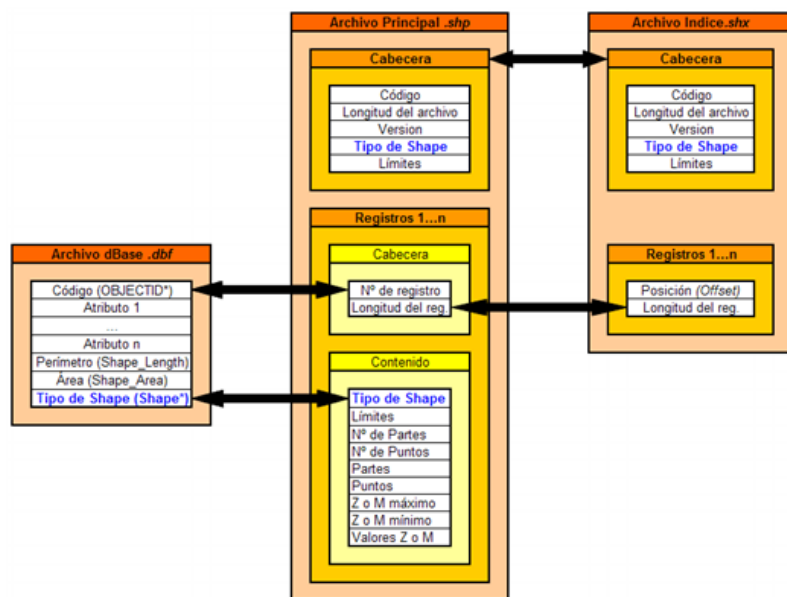 Archivo Principal .shp
Cabecera
Código
Longitud del archivo
Version
Tipo de Shape
Límites
Registros 1...n
Cabecera
Nº de registro
Longitud del reg.
Contenido
Tipo de Shape
Límites
Nº de Partes
Nº de Puntos
Partes
Puntos
Z o M máximo
Z o M mínimo
Valores Z o M
Archivo Indice.shx
Cabecera
Código
Longitud del archivo
Version
Tipo de Shape
Límites
Registros 1...n
Posición (Offset)
Longitud del reg.
Archivo dBase .dbf
Código (OBJECTID*)
Atributo 1
...
Atributo n
Perímetro (Shape_Length)
Área (Shape_Area)
Tipo de Shape (Shape*)